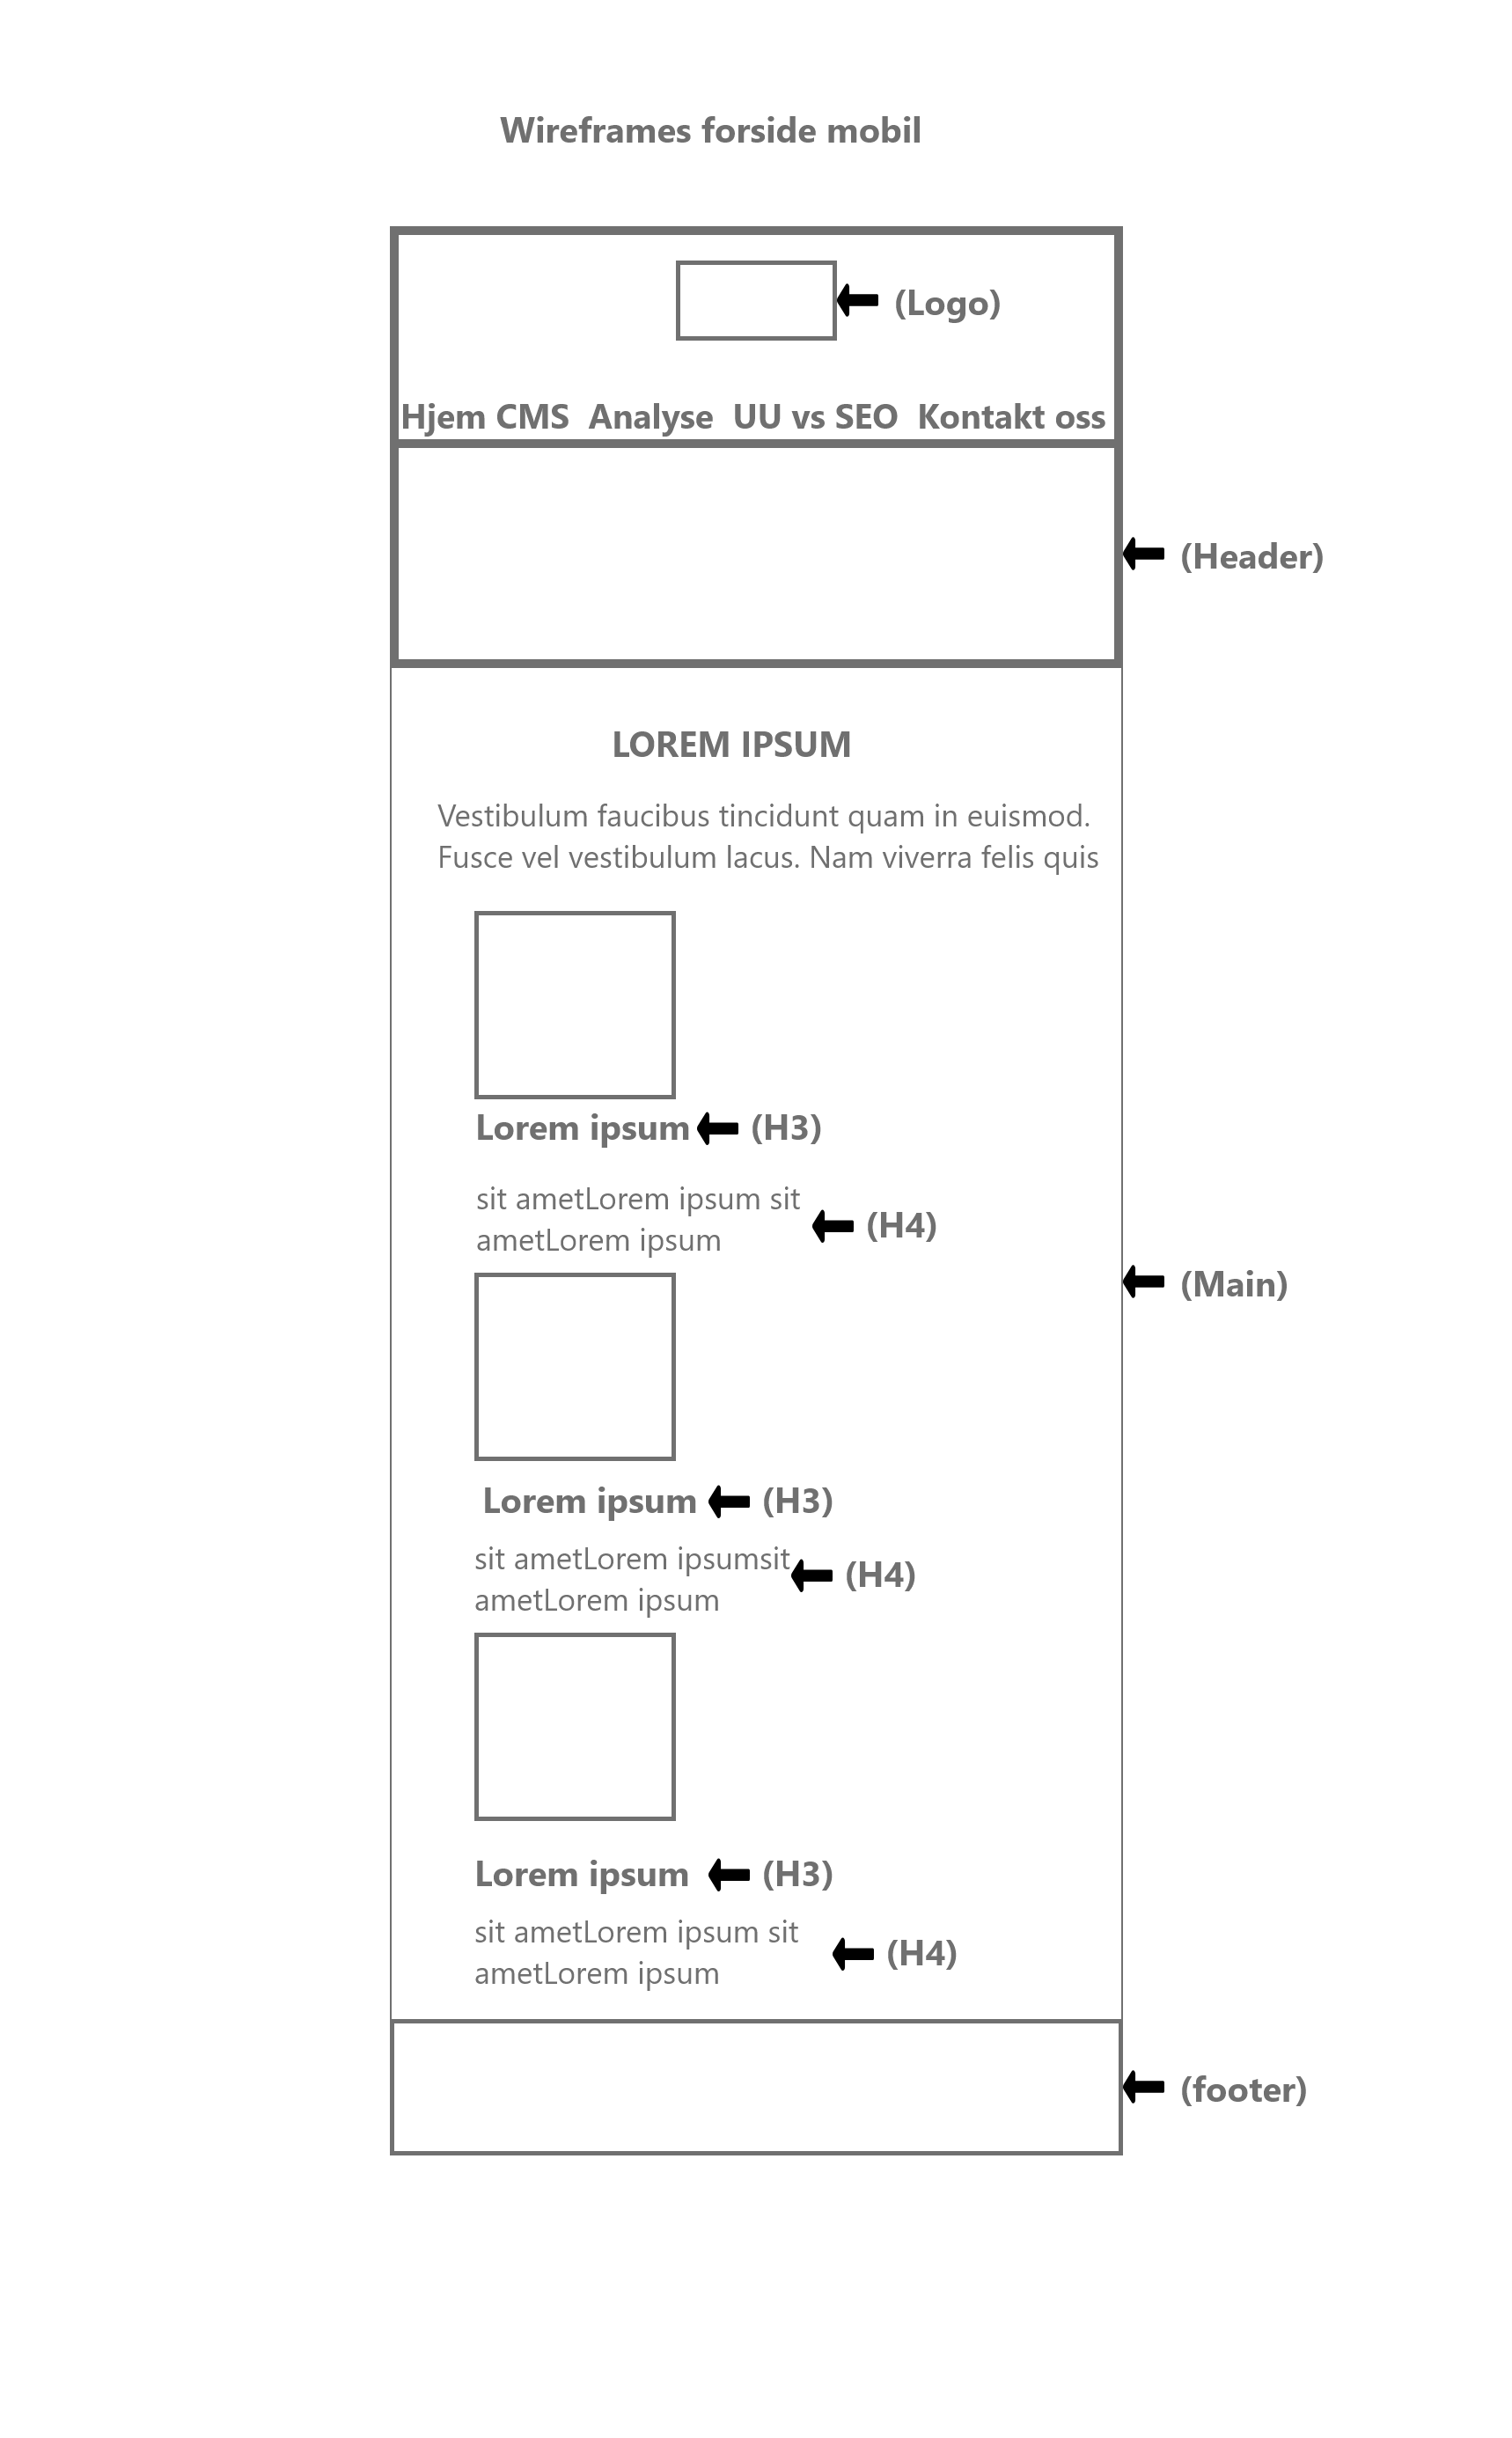 Wireframes forside mobil
(Logo)
Hjem CMS Analyse UU vs SEO Kontakt oss
(Header)
LOREM IPSUM
Vestibulum faucibus tincidunt quam in euismod.
Fusce vel vestibulum lacus. Nam viverra felis quis
Lorem ipsum (H3)
sit ametLorem ipsum sit
ametLorem ipsum
(H4)
(Main)
Lorem ipsum (H3)
sit ametLorem ipsumsit
ametLorem ipsum
(H4)
Lorem ipsum (H3)
sit ametLorem ipsum sit
ametLorem ipsum
(H4)
(footer)